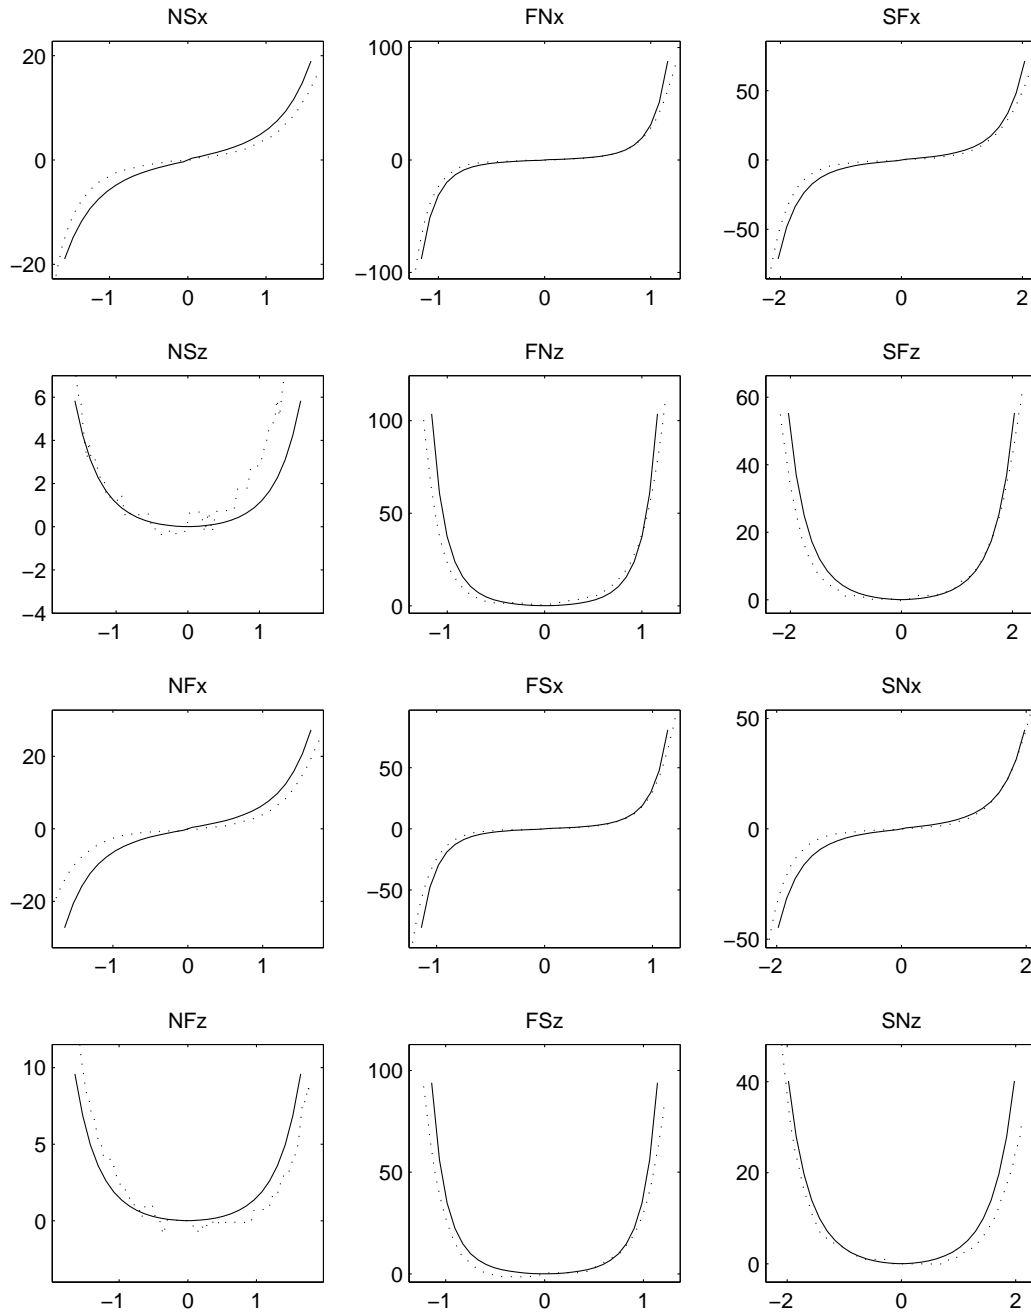 NSx FNx SFx
20 100
50
0 0 0
−50
−20 −100
−1 0 1 −1 0 1 −2 0 2
NSz FNz SFz
6 60
4 100
40
2
50
0 20
−2
−4 0 0
−1 0 1 −1 0 1 −2 0 2
NFx FSx SNx
50
20 50
0 0 0
−20 −50
−50
−1 0 1 −1 0 1 −2 0 2
NFz FSz SNz
10 100
40
5 50 20
0
0 0
−1 0 1 −1 0 1 −2 0 2